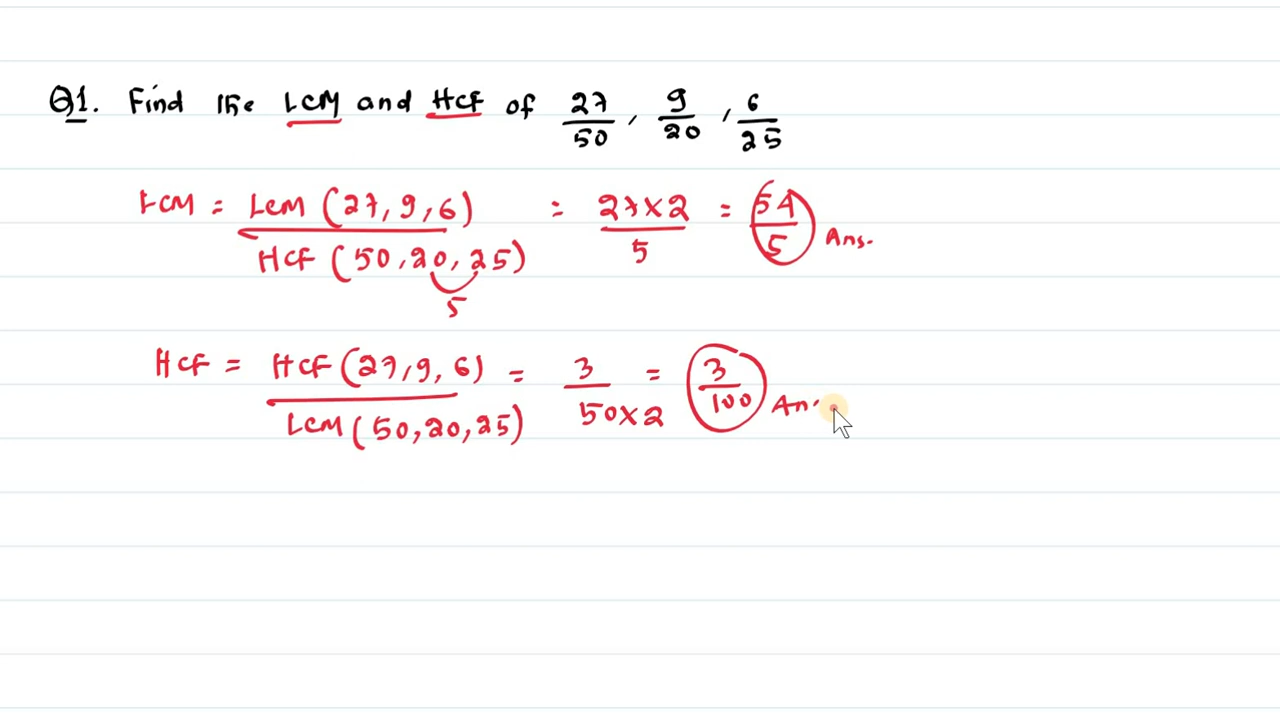 Q1. Find the LCM and HCF of 27/50, 9/20, 6/25
LCM = LCM (27, 9, 6) / HCF (50, 20, 25) = 27×2 / 5 = 54/5 Ans.
5
HCF = HCF (27, 9, 6) / LCM (50, 20, 25) = 3 / 50×2 = 3/100 Ans